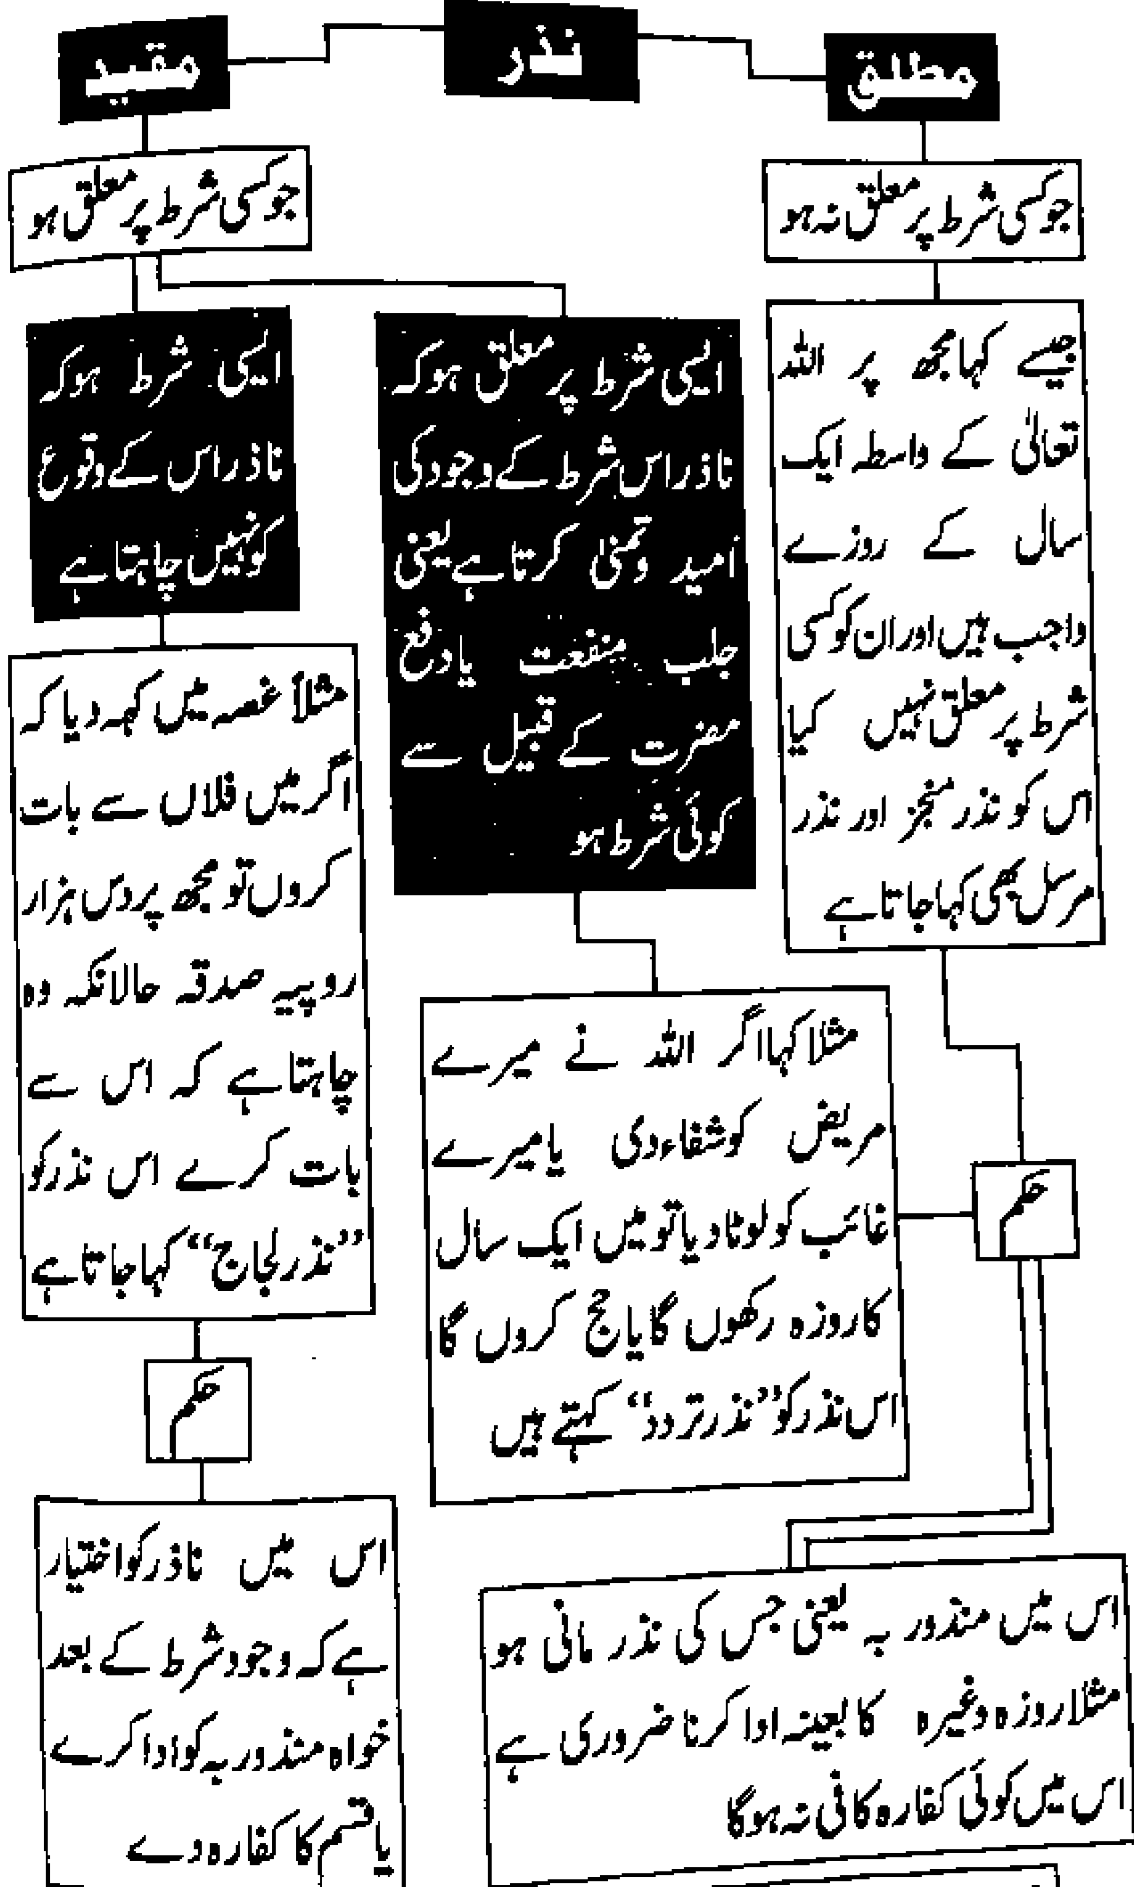 نذر
مطلق
جو کسی شرط پر معلق نہ ہو
جیسے کہا مجھ پر اللہ
تعالیٰ کے واسطہ ایک
سال کے روزے
واجب ہیں اور ان کو کسی
شرط پر معلق نہیں کیا
اس کو نذر منجز اور نذر
مرسل بھی کہا جاتا ہے
مقید
جو کسی شرط پر معلق ہو
ایسی شرط پر معلق ہو کہ
ناذر اس شرط کے وجود کی
امید و تمنیٰ کرتا ہے یعنی
جلب منفعت یا دفع
مضرت کے قبیل سے
کوئی شرط ہو
مثلا کہا اگر اللہ نے میرے
مریض کو شفاء دی یا میرے
غائب کو لوٹا دیا تو میں ایک سال
کا روزہ رکھوں گا یا حج کروں گا
اس نذر کو ”نذر تردد“ کہتے ہیں
حکم
اس میں منذور بہ یعنی جس کی نذر مانی ہو
مثلا روزہ وغیرہ کا بعینہ ادا کرنا ضروری ہے
اس میں کوئی کفارہ کافی نہ ہوگا
ایسی شرط ہو کہ
ناذر اس کے وقوع
کو نہیں چاہتا ہے
مثلاً غصہ میں کہہ دیا کہ
اگر میں فلاں سے بات
کروں تو مجھ پر دس ہزار
روپیہ صدقہ حالانکہ وہ
چاہتا ہے کہ اس سے
بات کرے اس نذر کو
”نذر لجاج“ کہا جاتا ہے
حکم
اس میں ناذر کو اختیار
ہے کہ وجود شرط کے بعد
خواہ منذور بہ کو ادا کرے
یا قسم کا کفارہ دے